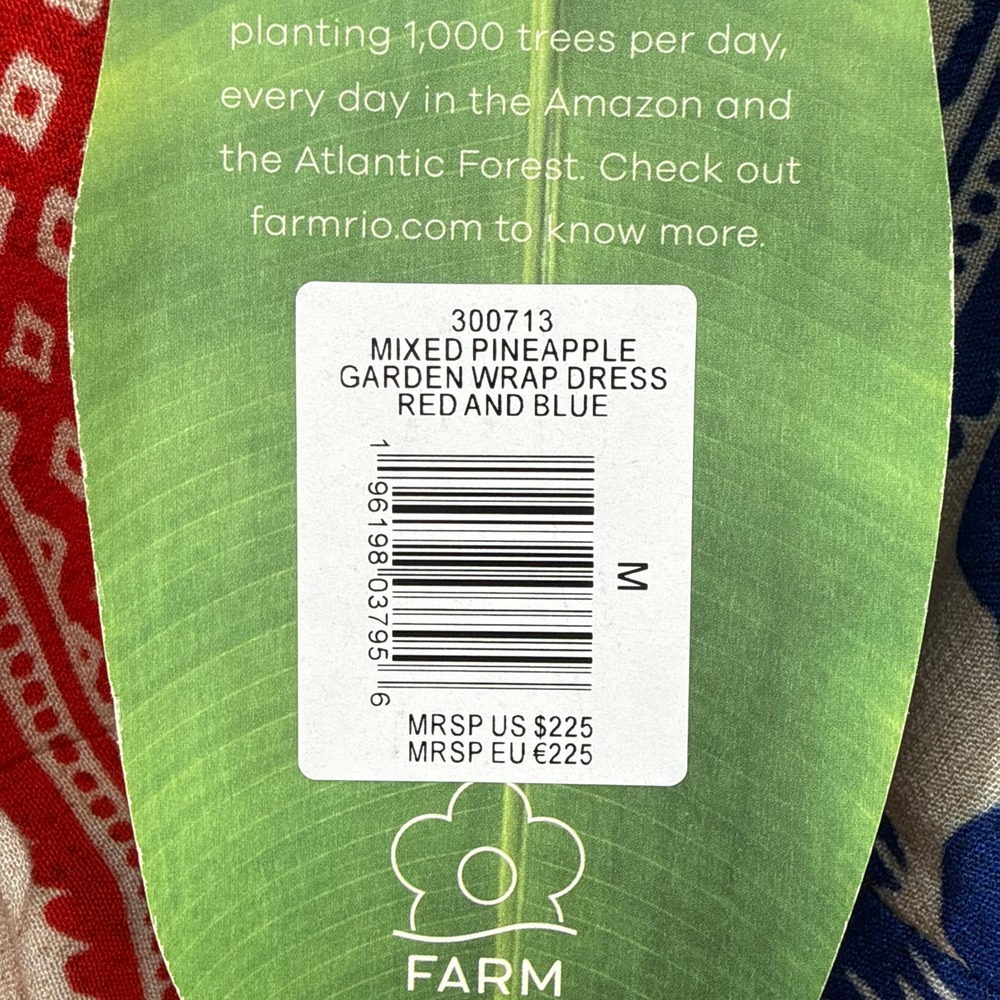 planting 1,000 trees per day,
every day in the Amazon and
the Atlantic Forest. Check out
farmrio.com to know more.
300713
MIXED PINEAPPLE
GARDEN WRAP DRESS
RED AND BLUE
1 96198 03795 6
M
MRSP US $225
MRSP EU €225
FARM